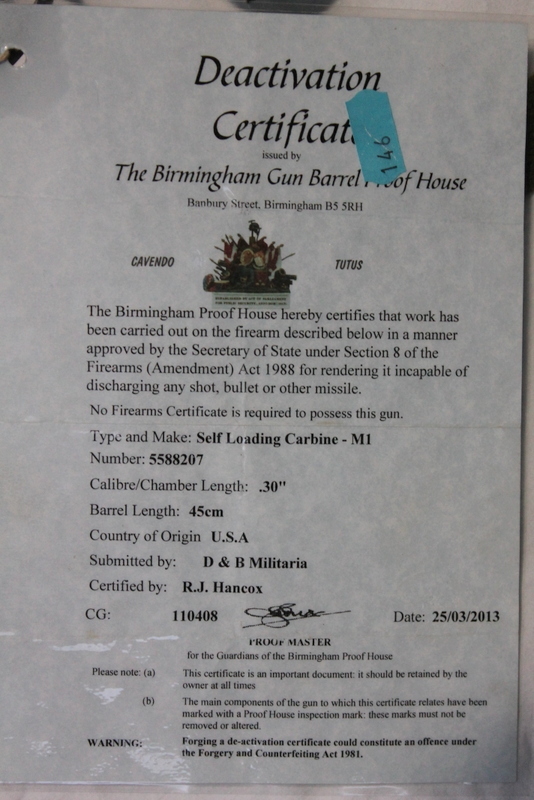 Deactivation
Certificat
146
issued by
The Birmingham Gun Barrel Proof House
Banbury Street, Birmingham B5 5RH
CAVENDO TUTUS
The Birmingham Proof House hereby certifies that work has
been carried out on the firearm described below in a manner
approved by the Secretary of State under Section 8 of the
Firearms (Amendment) Act 1988 for rendering it incapable of
discharging any shot, bullet or other missile.
No Firearms Certificate is required to possess this gun.
Type and Make: Self Loading Carbine - M1
Number: 5588207
Calibre/Chamber Length: .30"
Barrel Length: 45cm
Country of Origin U.S.A
Submitted by: D & B Militaria
Certified by: R.J. Hancox
CG: 110408 Date: 25/03/2013
PROOF MASTER
for the Guardians of the Birmingham Proof House
Please note: (a) This certificate is an important document: it should be retained by the
owner at all times
(b) The main components of the gun to which this certificate relates have been
marked with a Proof House inspection mark: these marks must not be
removed or altered.
WARNING: Forging a de-activation certificate could constitute an offence under
the Forgery and Counterfeiting Act 1981.